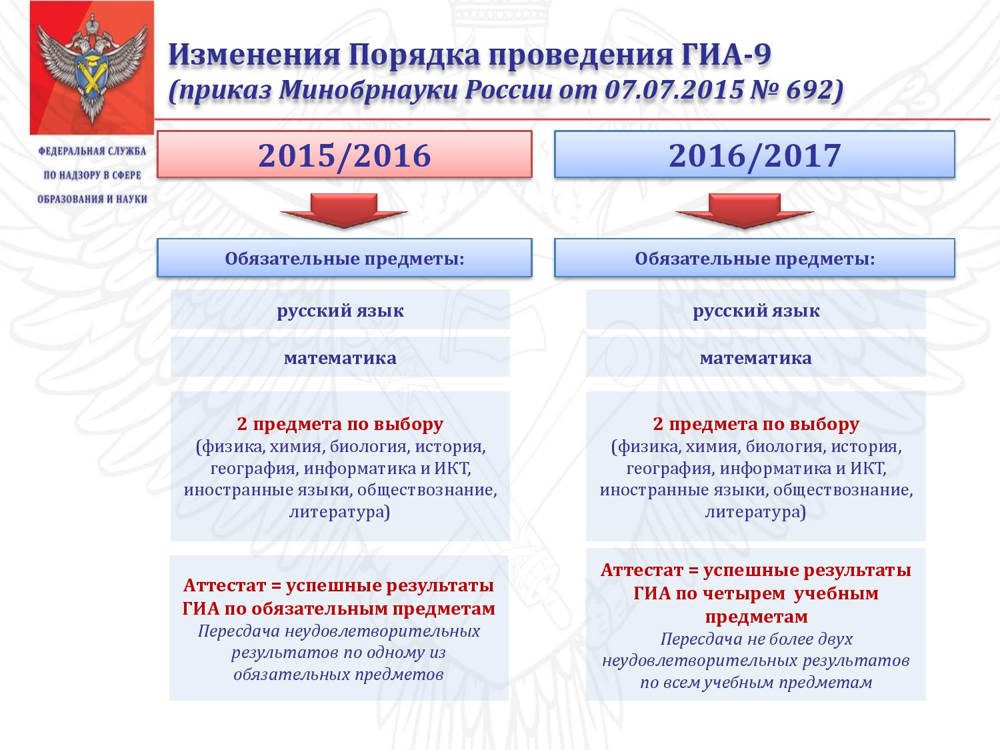 Изменения Порядка проведения ГИА-9
(приказ Минобрнауки России от 07.07.2015 № 692)
ФЕДЕРАЛЬНАЯ СЛУЖБА
ПО НАДЗОРУ В СФЕРЕ
ОБРАЗОВАНИЯ И НАУКИ
2015/2016
Обязательные предметы:
русский язык
математика
2 предмета по выбору
(физика, химия, биология, история,
география, информатика и ИКТ,
иностранные языки, обществознание,
литература)
Аттестат = успешные результаты
ГИА по обязательным предметам
Пересдача неудовлетворительных
результатов по одному из
обязательных предметов
2016/2017
Обязательные предметы:
русский язык
математика
2 предмета по выбору
(физика, химия, биология, история,
география, информатика и ИКТ,
иностранные языки, обществознание,
литература)
Аттестат = успешные результаты
ГИА по четырем учебным
предметам
Пересдача не более двух
неудовлетворительных результатов
по всем учебным предметам